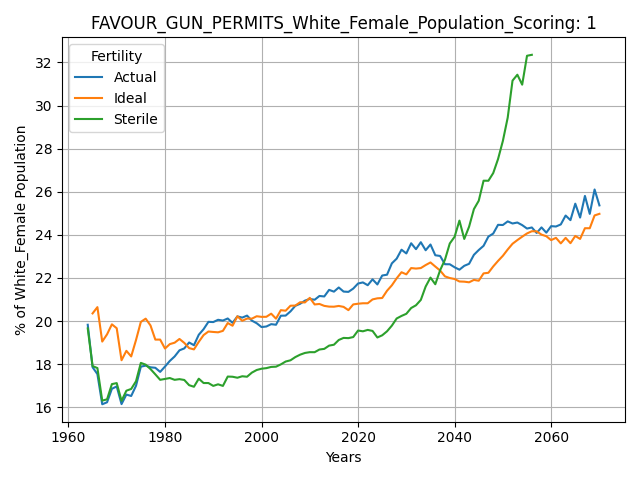 FAVOUR_GUN_PERMITS_White_Female_Population_Scoring: 1
Fertility
Actual
Ideal
Sterile
% of White_Female Population
32
30
28
26
24
22
20
18
16
1960
1980
2000
2020
2040
2060
Years